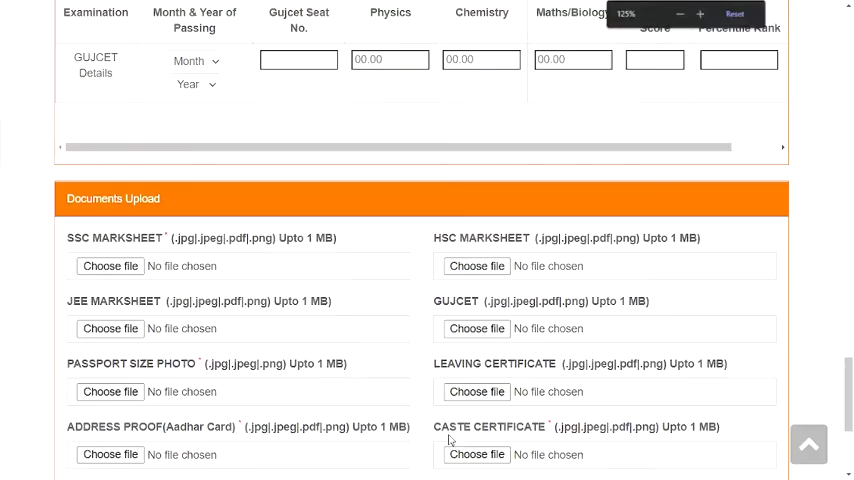 125% Reset
Examination Month & Year of Passing Gujcet Seat No. Physics Chemistry Maths/Biology Score Percentile Rank
GUJCET Details Month 00.00 00.00 00.00
Year
Documents Upload
SSC MARKSHEET * (.jpg|.jpeg|.pdf|.png) Upto 1 MB) HSC MARKSHEET (.jpg|.jpeg|.pdf|.png) Upto 1 MB)
Choose file No file chosen Choose file No file chosen
JEE MARKSHEET (.jpg|.jpeg|.pdf|.png) Upto 1 MB) GUJCET (.jpg|.jpeg|.pdf|.png) Upto 1 MB)
Choose file No file chosen Choose file No file chosen
PASSPORT SIZE PHOTO * (.jpg|.jpeg|.pdf|.png) Upto 1 MB) LEAVING CERTIFICATE (.jpg|.jpeg|.pdf|.png) Upto 1 MB)
Choose file No file chosen Choose file No file chosen
ADDRESS PROOF(Aadhar Card) * (.jpg|.jpeg|.pdf|.png) Upto 1 MB) CASTE CERTIFICATE * (.jpg|.jpeg|.pdf|.png) Upto 1 MB)
Choose file No file chosen Choose file No file chosen